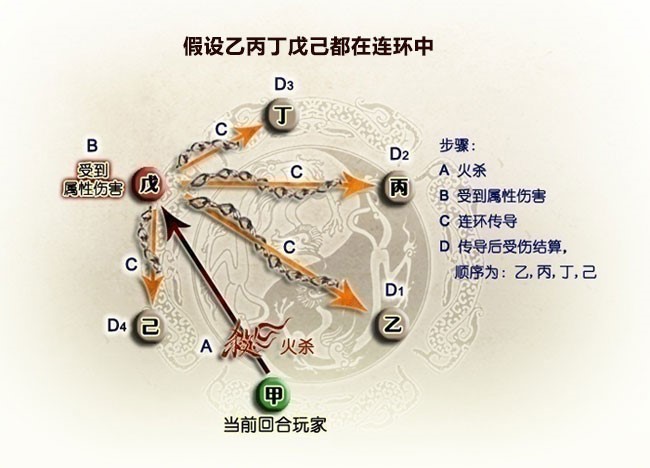 假设乙丙丁戊己都在连环中
D3
丁
C
B
受到
属性伤害
戊
C
D2
丙
步骤:
A 火杀
B 受到属性伤害
C 连环传导
D 传导后受伤结算,
顺序为: 乙, 丙, 丁, 己
C
C
D1
乙
D4
己
A
杀
火杀
甲
当前回合玩家